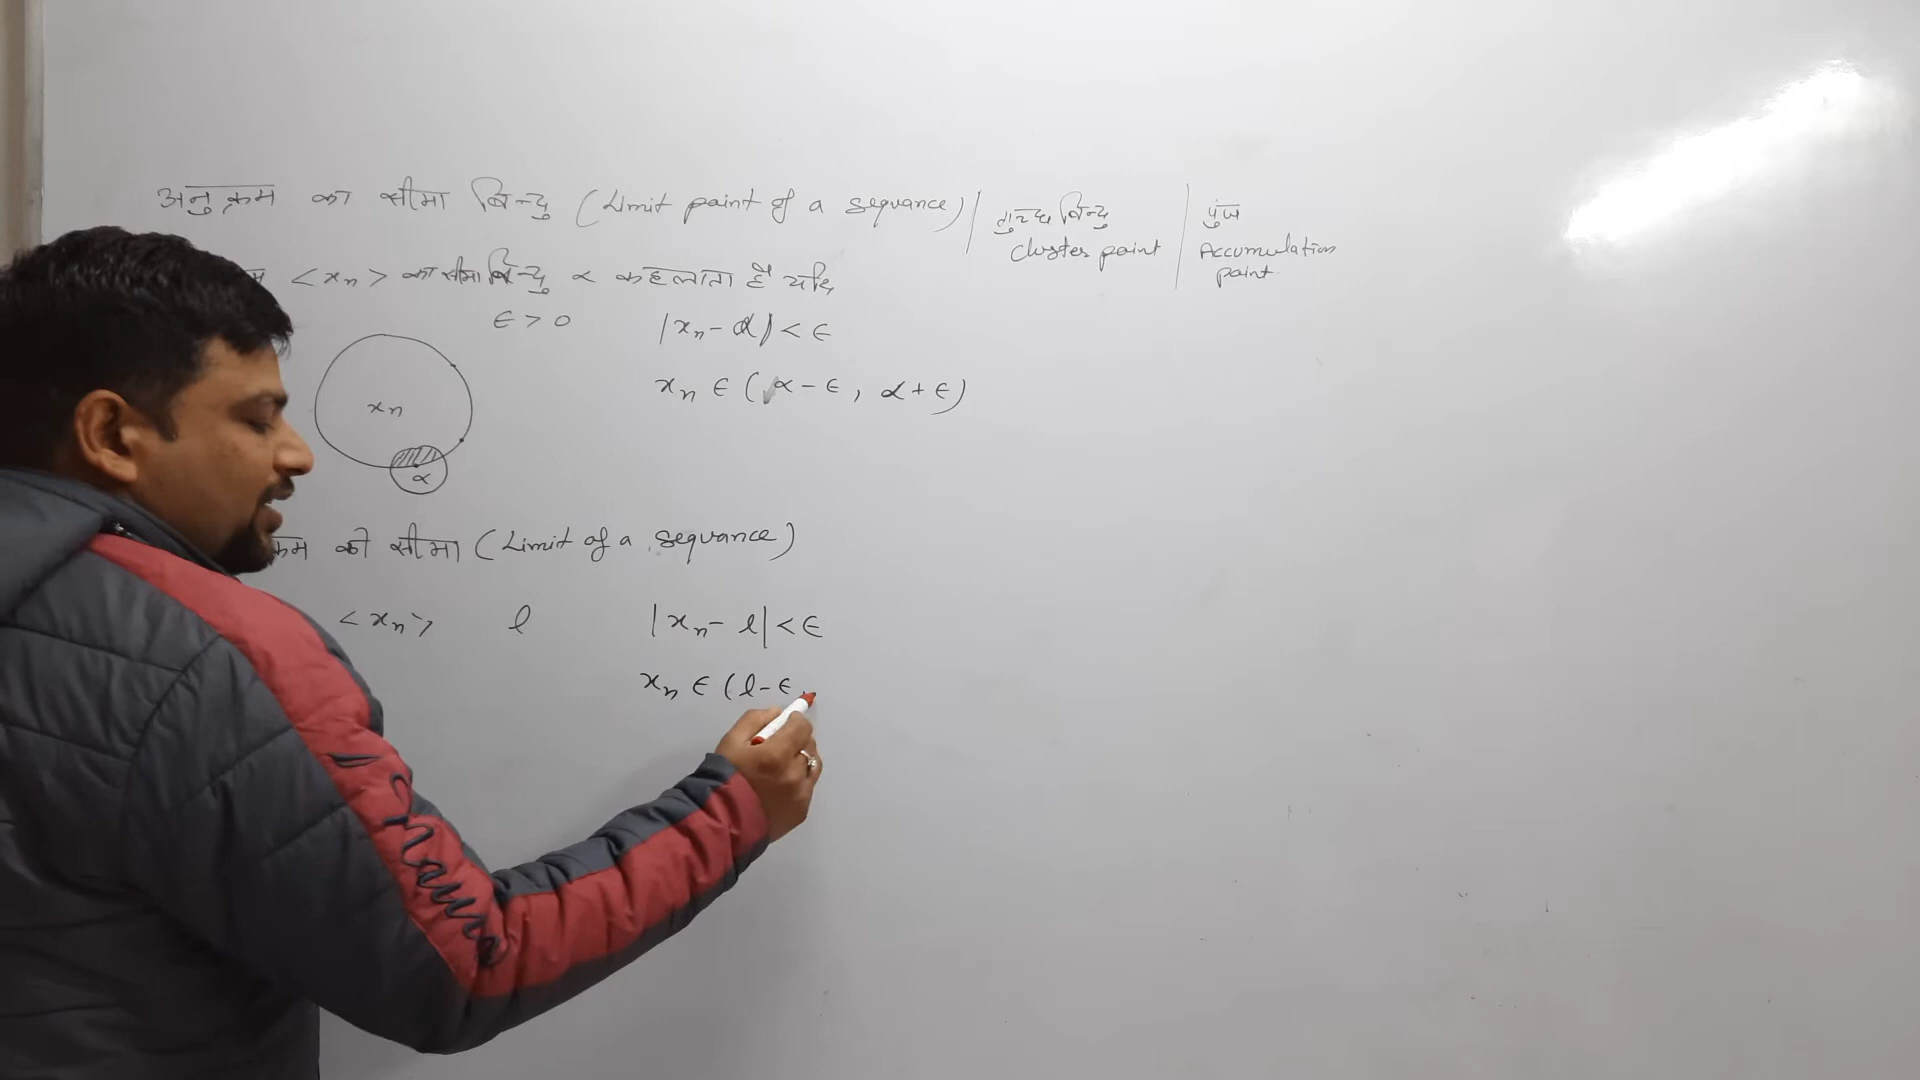 अनुक्रम का सीमा बिन्दु (Limit point of a sequance) /
cluster point
Accumulation point.
<xn> का सीमा बिन्दु α कहलाता है यदि
ϵ > 0
|xn - α| < ϵ
xn ϵ (α - ϵ, α + ϵ)
xn
α
क्रम की सीमा (Limit of a sequance)
<xn> l |xn - l| < ϵ
xn ϵ (l - ϵ,